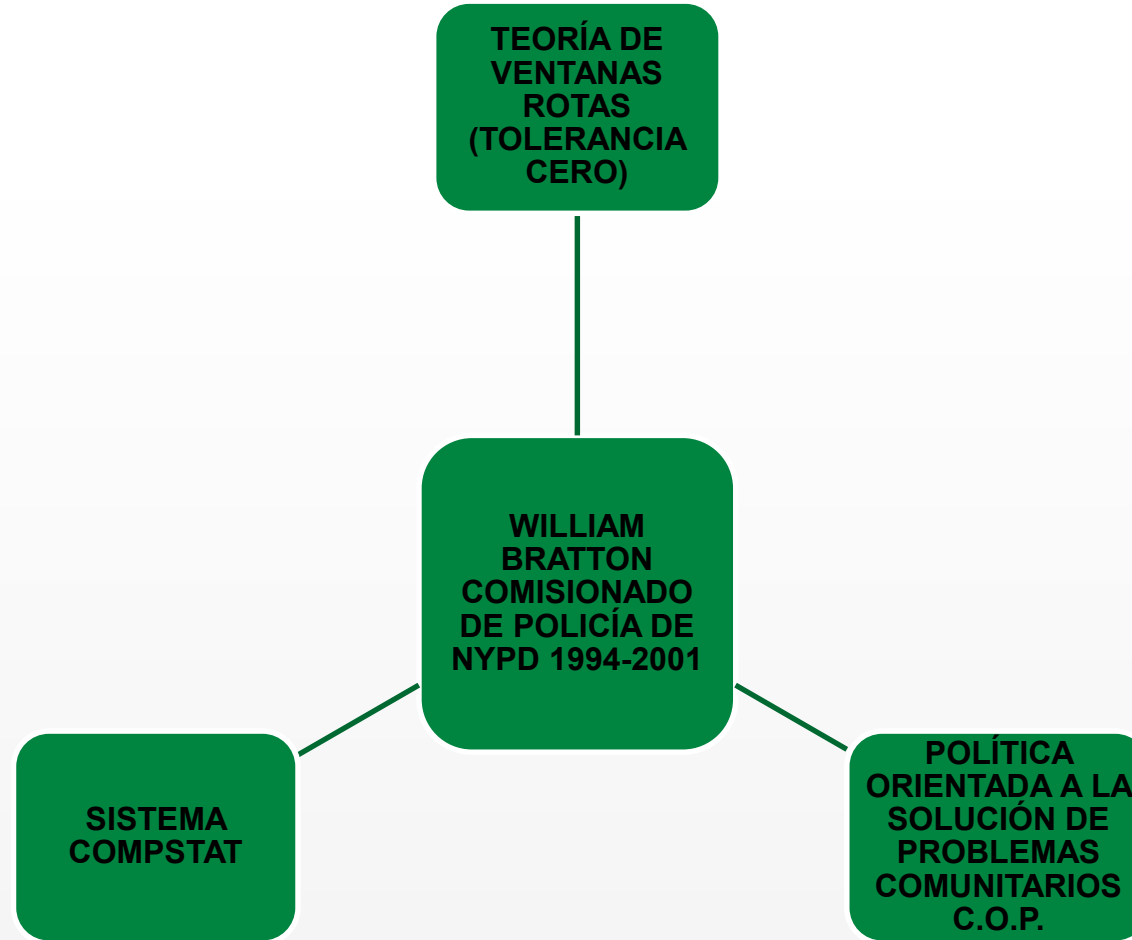 TEORÍA DE
VENTANAS
ROTAS
(TOLERANCIA
CERO)
WILLIAM
BRATTON
COMISIONADO
DE POLICÍA DE
NYPD 1994-2001
SISTEMA
COMPSTAT
POLÍTICA
ORIENTADA A LA
SOLUCIÓN DE
PROBLEMAS
COMUNITARIOS
C.O.P.